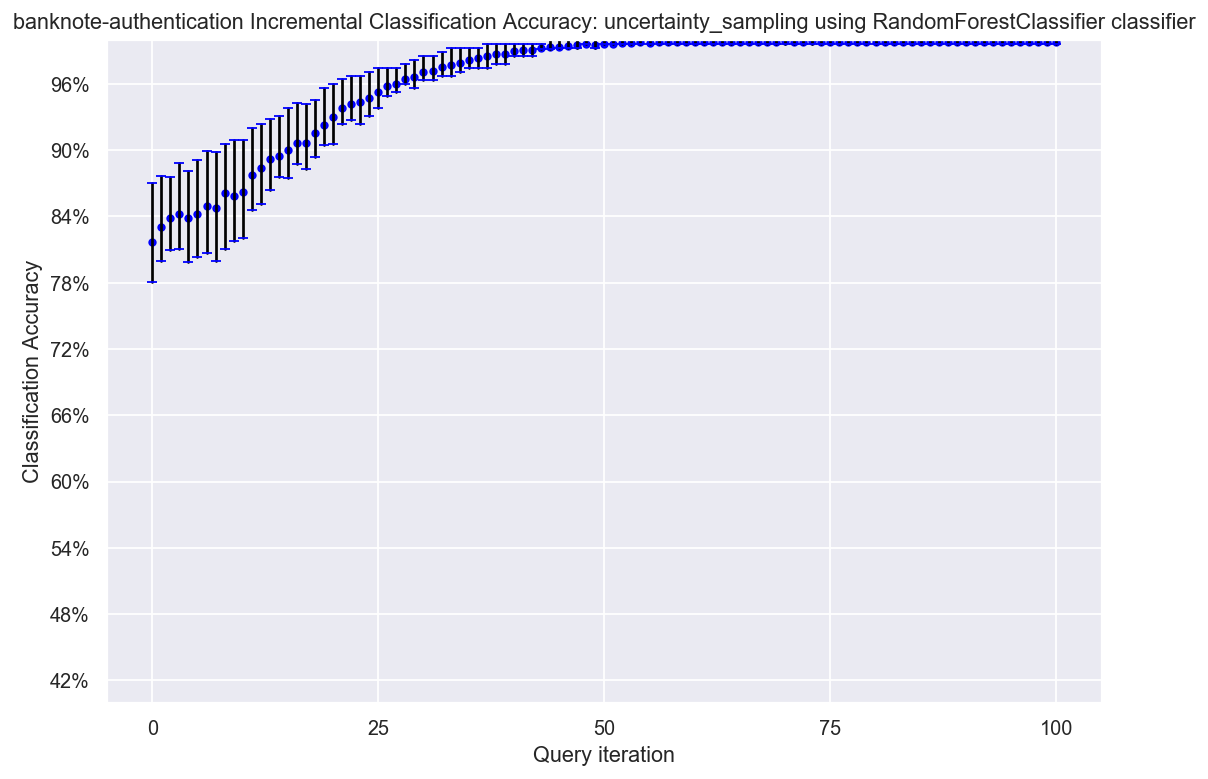 banknote-authentication Incremental Classification Accuracy: uncertainty_sampling using RandomForestClassifier classifier
96%
90%
84%
78%
72%
66%
60%
54%
48%
42%
Classification Accuracy
0 25 50 75 100
Query iteration